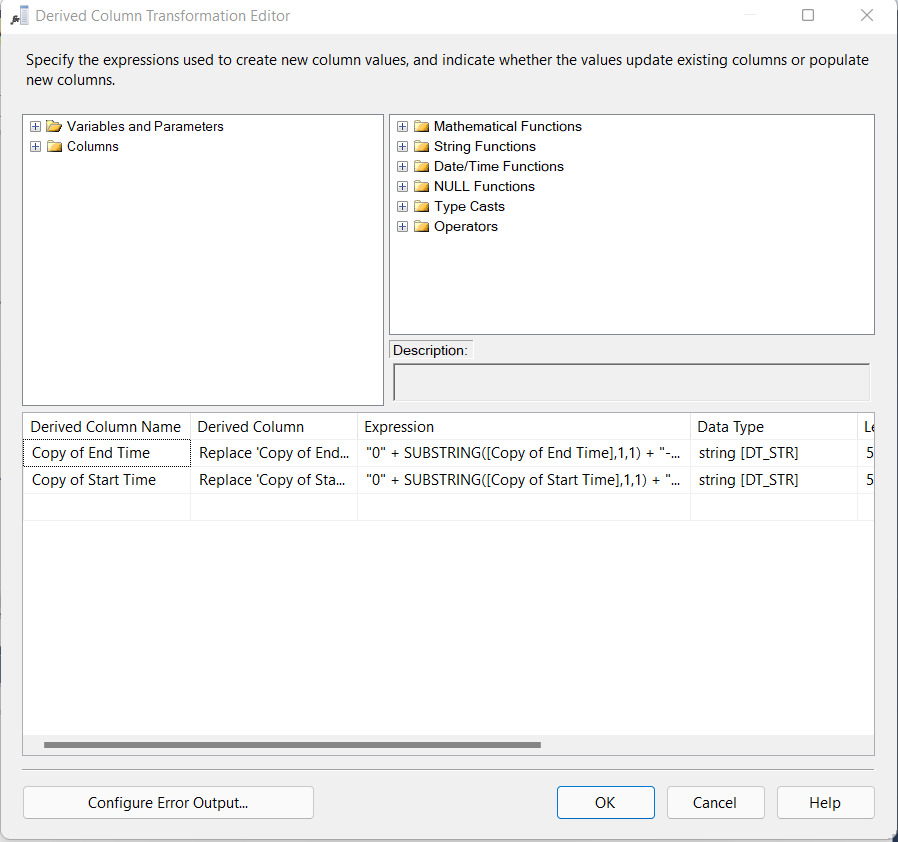 Derived Column Transformation Editor
Specify the expressions used to create new column values, and indicate whether the values update existing columns or populate
new columns.
Variables and Parameters
Columns
Mathematical Functions
String Functions
Date/Time Functions
NULL Functions
Type Casts
Operators
Description:
Derived Column Name Derived Column Expression Data Type Le
Copy of End Time Replace 'Copy of End... "0" + SUBSTRING([Copy of End Time],1,1) + "-... string [DT_STR] 5
Copy of Start Time Replace 'Copy of Sta... "0" + SUBSTRING([Copy of Start Time],1,1) + "... string [DT_STR] 5
Configure Error Output... OK Cancel Help